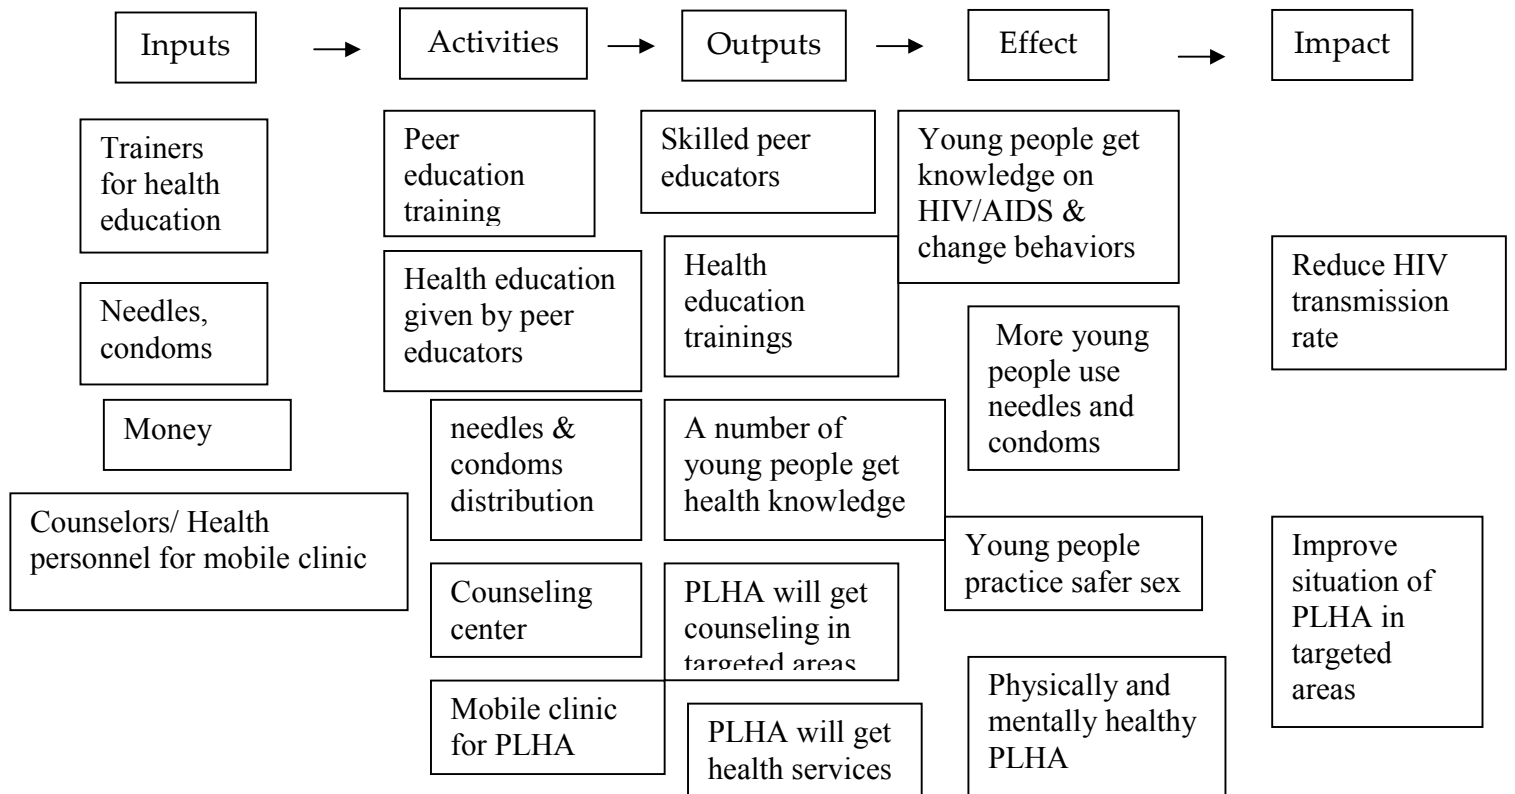 Inputs
Activities
Outputs
Effect
Impact
Trainers
for health
education
Needles,
condoms
Money
Counselors/ Health
personnel for mobile clinic
Peer
education
training
Health education
given by peer
educators
needles &
condoms
distribution
Counseling
center
Mobile clinic
for PLHA
Skilled peer
educators
Health
education
trainings
A number of
young people get
health knowledge
PLHA will get
counseling in
targeted areas
PLHA will get
health services
Young people get
knowledge on
HIV/AIDS &
change behaviors
More young
people use
needles and
condoms
Young people
practice safer sex
Physically and
mentally healthy
PLHA
Reduce HIV
transmission
rate
Improve
situation of
PLHA in
targeted
areas